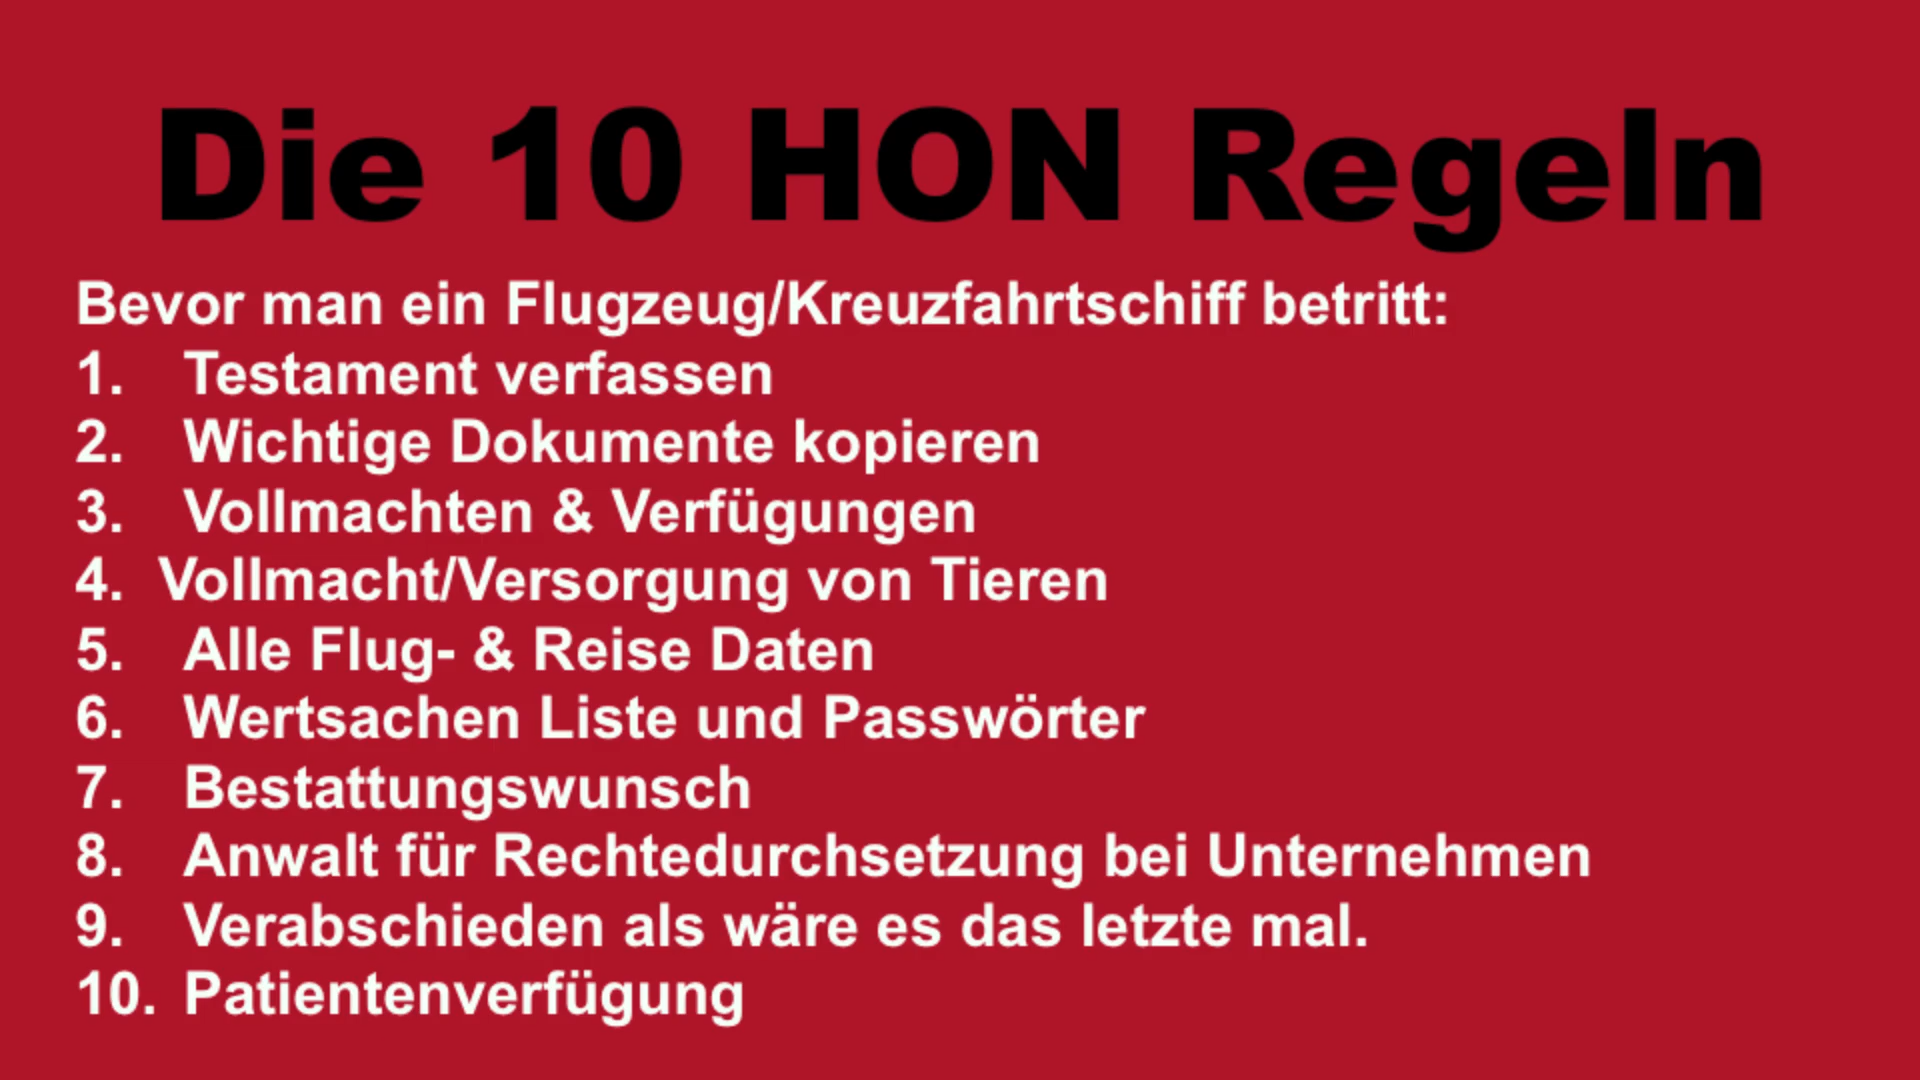 Die 10 HON Regeln
Bevor man ein Flugzeug/Kreuzfahrtschiff betritt:
1. Testament verfassen
2. Wichtige Dokumente kopieren
3. Vollmachten & Verfügungen
4. Vollmacht/Versorgung von Tieren
5. Alle Flug- & Reise Daten
6. Wertsachen Liste und Passwörter
7. Bestattungswunsch
8. Anwalt für Rechtedurchsetzung bei Unternehmen
9. Verabschieden als wäre es das letzte mal.
10. Patientenverfügung